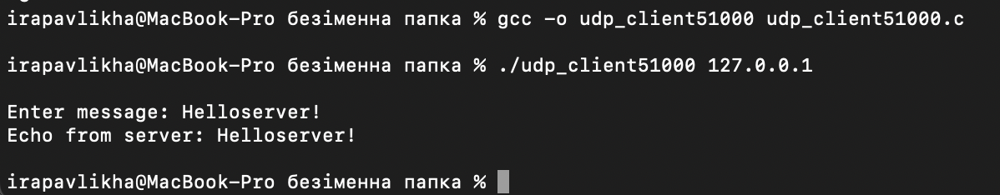 irapavlikha@MacBook-Pro безіменна папка % gcc -o udp_client51000 udp_client51000.c
irapavlikha@MacBook-Pro безіменна папка % ./udp_client51000 127.0.0.1
Enter message: Helloserver!
Echo from server: Helloserver!
irapavlikha@MacBook-Pro безіменна папка %